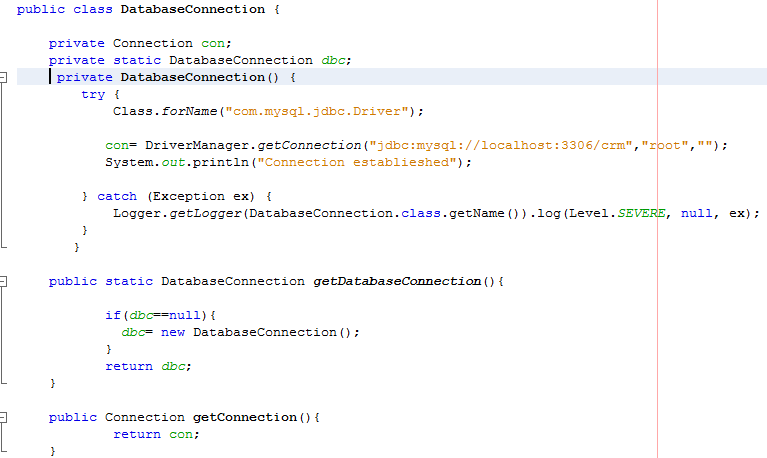 public class DatabaseConnection {
private Connection con;
private static DatabaseConnection dbc;
private DatabaseConnection() {
try {
Class.forName("com.mysql.jdbc.Driver");
con= DriverManager.getConnection("jdbc:mysql://localhost:3306/crm","root","");
System.out.println("Connection establieshed");
} catch (Exception ex) {
Logger.getLogger(DatabaseConnection.class.getName()).log(Level.SEVERE, null, ex);
}
}
public static DatabaseConnection getDatabaseConnection(){
if(dbc==null){
dbc= new DatabaseConnection();
}
return dbc;
}
public Connection getConnection(){
return con;
}